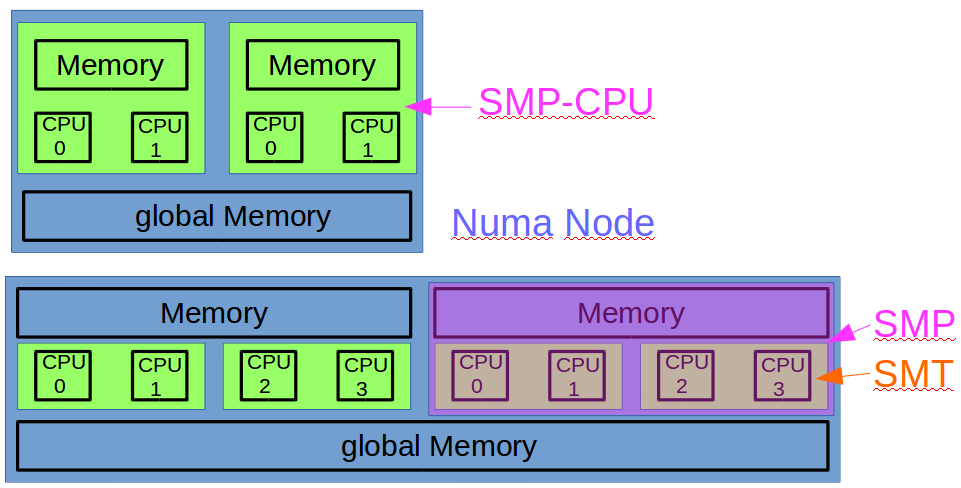 Memory
Memory
SMP-CPU
CPU
0
CPU
1
CPU
0
CPU
1
global Memory
Numa Node
Memory
Memory
SMP
CPU
0
CPU
1
CPU
2
CPU
3
CPU
0
CPU
1
CPU
2
CPU
3
SMT
global Memory